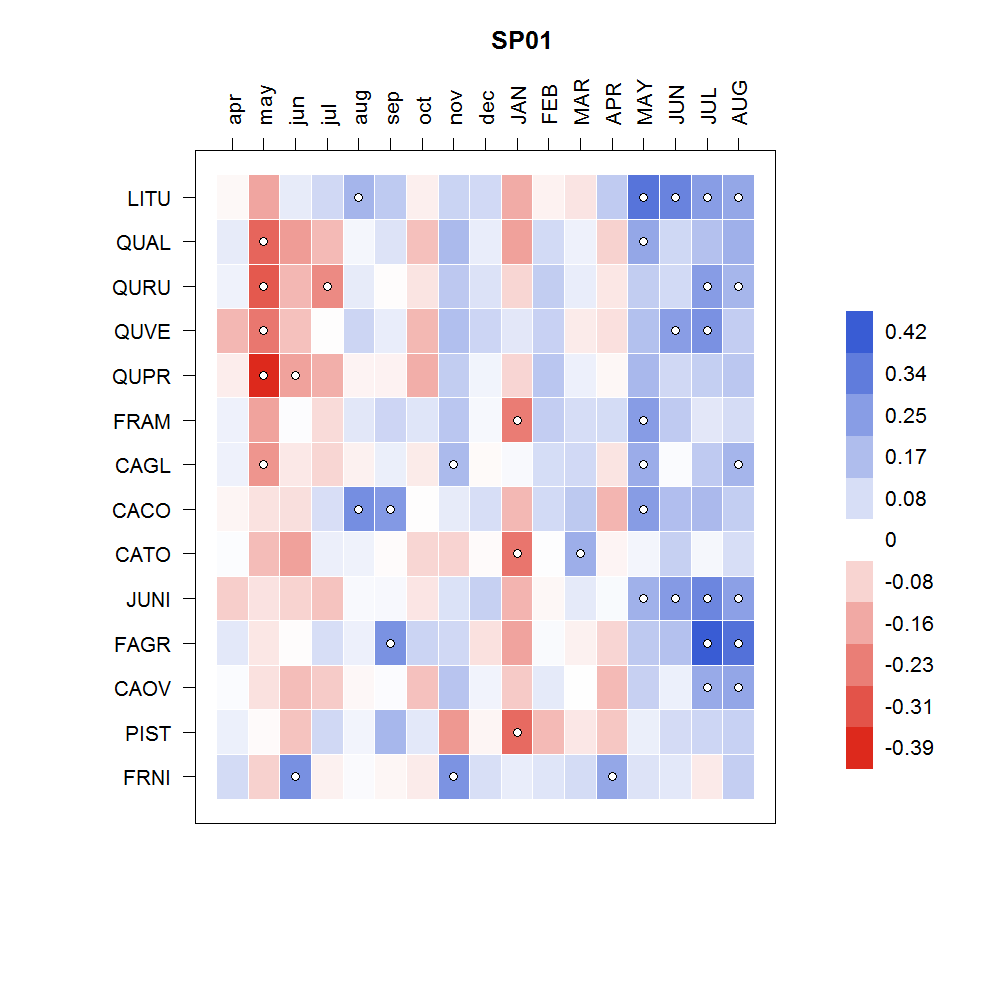 SP01
apr may jun jul aug sep oct nov dec JAN FEB MAR APR MAY JUN JUL AUG
LITU
QUAL
QURU
QUVE
QUPR
FRAM
CAGL
CACO
CATO
JUNI
FAGR
CAOV
PIST
FRNI
0.42
0.34
0.25
0.17
0.08
0
-0.08
-0.16
-0.23
-0.31
-0.39